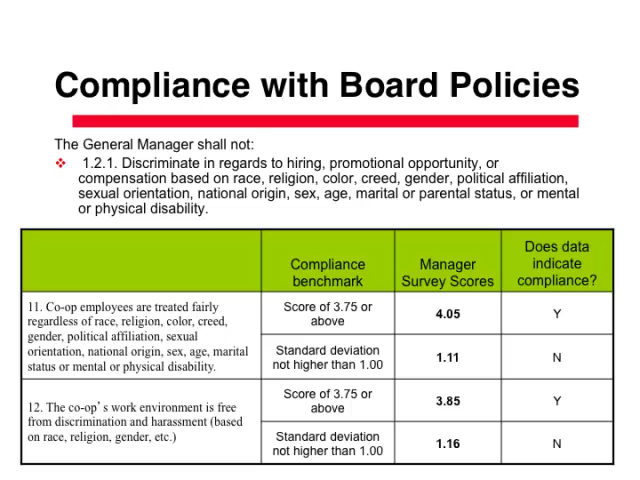 Compliance with Board Policies
The General Manager shall not:
❖ 1.2.1. Discriminate in regards to hiring, promotional opportunity, or
compensation based on race, religion, color, creed, gender, political affiliation,
sexual orientation, national origin, sex, age, marital or parental status, or mental
or physical disability.
Compliance
benchmark
Manager
Survey Scores
Does data
indicate
compliance?
11. Co-op employees are treated fairly
regardless of race, religion, color, creed,
gender, political affiliation, sexual
orientation, national origin, sex, age, marital
status or mental or physical disability.
Score of 3.75 or
above
4.05
Y
Standard deviation
not higher than 1.00
1.11
N
12. The co-op’s work environment is free
from discrimination and harassment (based
on race, religion, gender, etc.)
Score of 3.75 or
above
3.85
Y
Standard deviation
not higher than 1.00
1.16
N